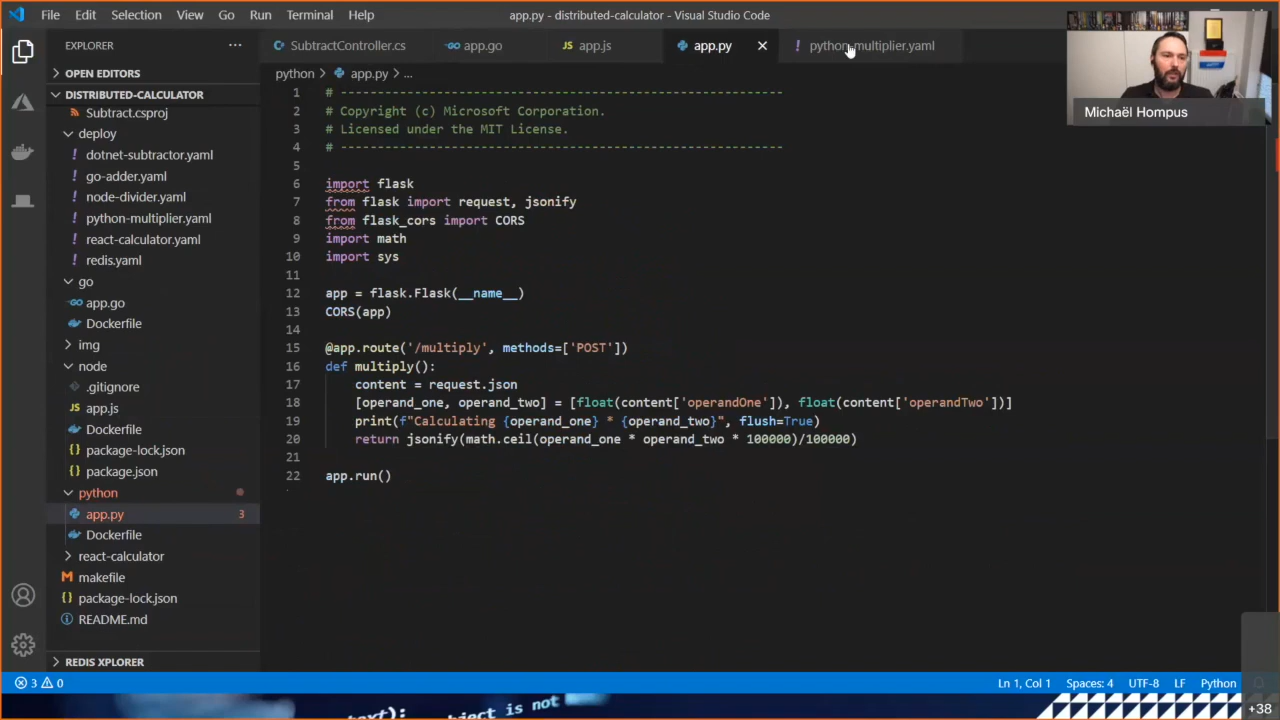 File Edit Selection View Go Run Terminal Help
app.py - distributed-calculator - Visual Studio Code
EXPLORER
OPEN EDITORS
DISTRIBUTED-CALCULATOR
Subtract.csproj
deploy
dotnet-subtractor.yaml
go-adder.yaml
node-divider.yaml
python-multiplier.yaml
react-calculator.yaml
redis.yaml
go
app.go
Dockerfile
img
node
.gitignore
app.js
Dockerfile
package-lock.json
package.json
python
app.py 3
Dockerfile
react-calculator
makefile
package-lock.json
README.md
REDIS XPLORER
SubtractController.cs app.go app.js app.py python-multiplier.yaml
python > app.py > ...
1 # -----------------------------------------------------------
2 # Copyright (c) Microsoft Corporation.
3 # Licensed under the MIT License.
4 # -----------------------------------------------------------
5
6 import flask
7 from flask import request, jsonify
8 from flask_cors import CORS
9 import math
10 import sys
11
12 app = flask.Flask(__name__)
13 CORS(app)
14
15 @app.route('/multiply', methods=['POST'])
16 def multiply():
17 content = request.json
18 [operand_one, operand_two] = [float(content['operandOne']), float(content['operandTwo'])]
19 print(f"Calculating {operand_one} * {operand_two}", flush=True)
20 return jsonify(math.ceil(operand_one * operand_two * 100000)/100000)
21
22 app.run()
Michaël Hompus
3 0
Ln 1, Col 1 Spaces: 4 UTF-8 LF Python
text): bject is not
+38